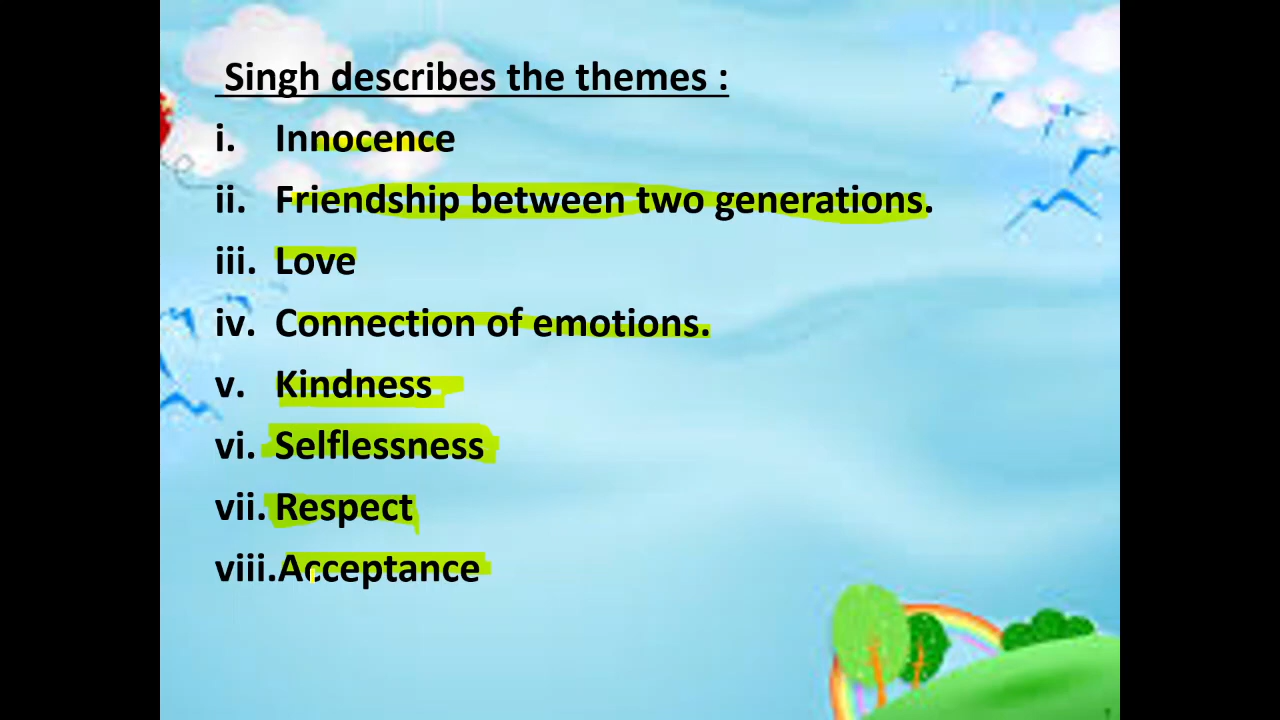 Singh describes the themes :
i. Innocence
ii. Friendship between two generations.
iii. Love
iv. Connection of emotions.
v. Kindness
vi. Selflessness
vii. Respect
viii.Acceptance